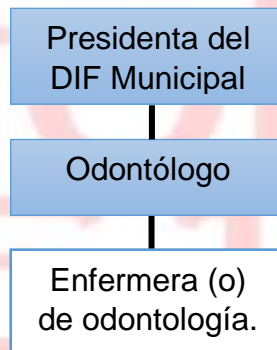 Presidenta del
DIF Municipal
Odontólogo
Enfermera (o)
de odontología.